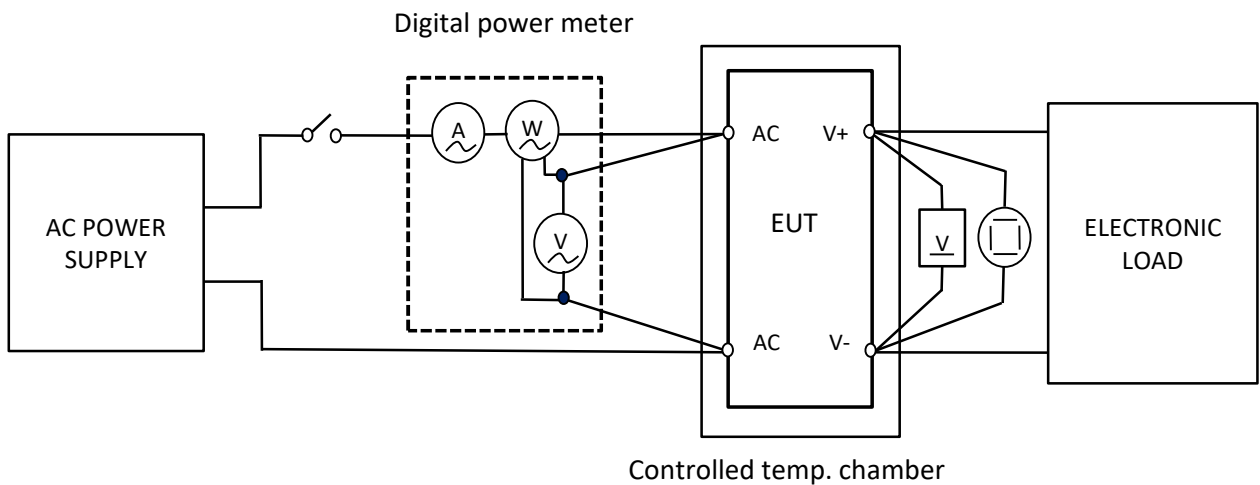 Digital power meter
A
W
AC
V+
AC POWER
SUPPLY
V
EUT
V
ELECTRONIC
LOAD
AC
V-
Controlled temp. chamber